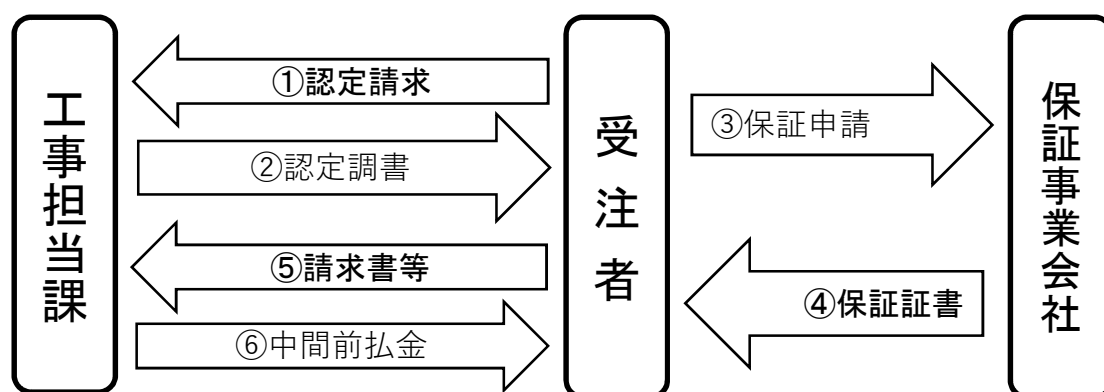 工事担当課
①認定請求
②認定調書
⑤請求書等
⑥中間前払金
受注者
③保証申請
④保証証書
保証事業会社